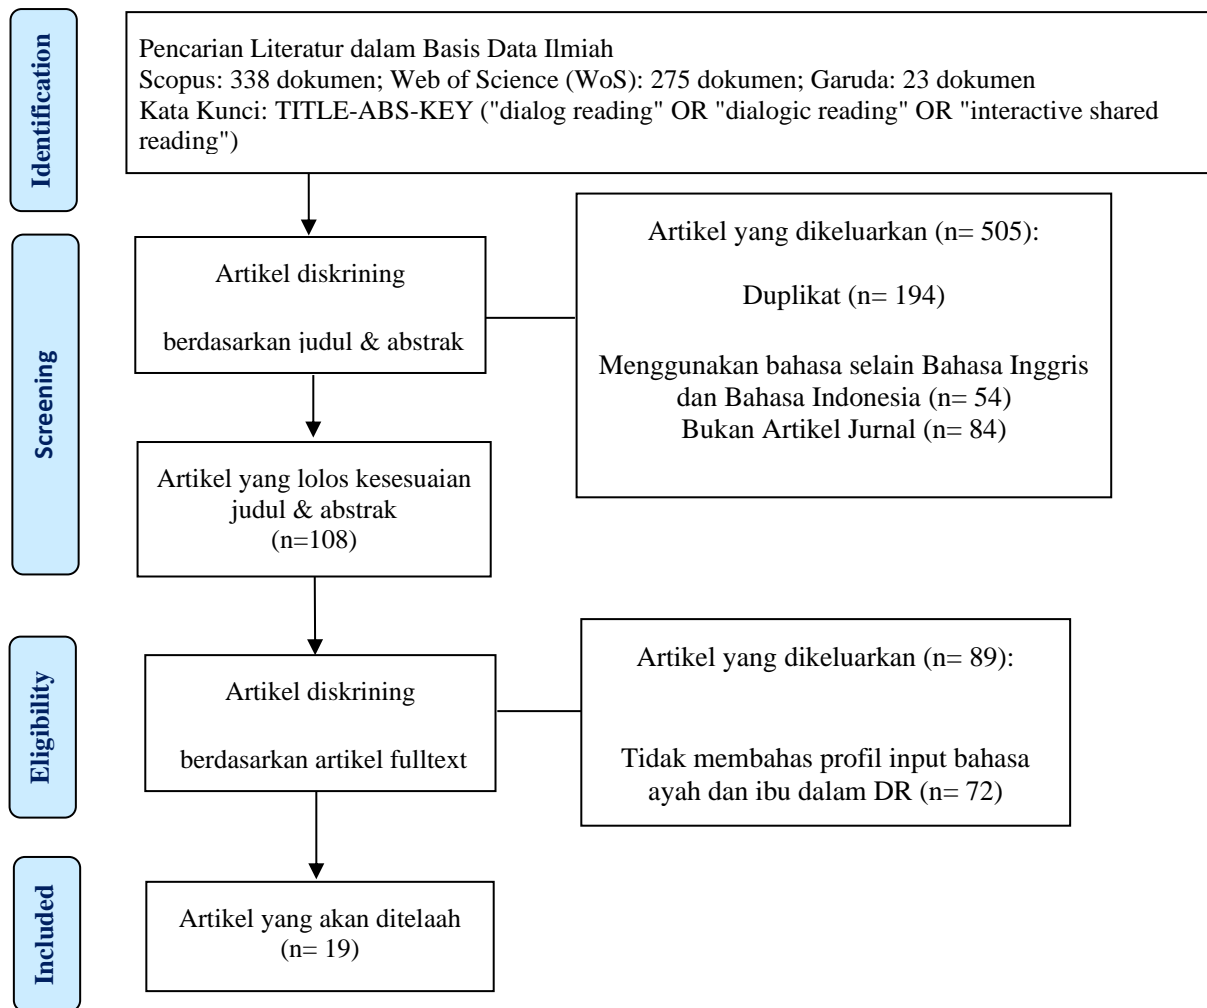 Identification
Pencarian Literatur dalam Basis Data Ilmiah
Scopus: 338 dokumen; Web of Science (WoS): 275 dokumen; Garuda: 23 dokumen
Kata Kunci: TITLE-ABS-KEY ("dialog reading" OR "dialogic reading" OR "interactive shared
reading")
Screening
Artikel diskrining
berdasarkan judul & abstrak
Artikel yang dikeluarkan (n= 505):
Duplikat (n= 194)
Menggunakan bahasa selain Bahasa Inggris
dan Bahasa Indonesia (n= 54)
Bukan Artikel Jurnal (n= 84)
Artikel yang lolos kesesuaian
judul & abstrak
(n=108)
Eligibility
Artikel diskrining
berdasarkan artikel fulltext
Artikel yang dikeluarkan (n= 89):
Tidak membahas profil input bahasa
ayah dan ibu dalam DR (n= 72)
Included
Artikel yang akan ditelaah
(n= 19)